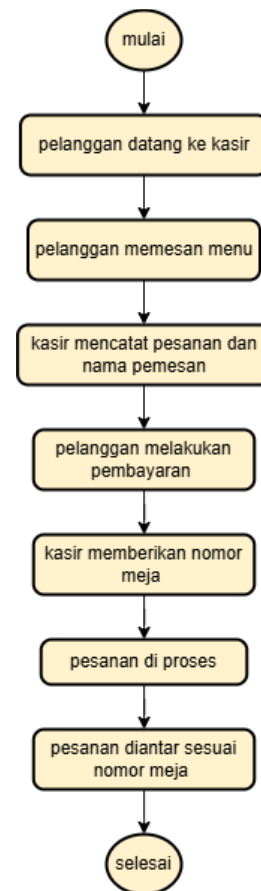 mulai
pelanggan datang ke kasir
pelanggan memesan menu
kasir mencatat pesanan dan
nama pemesan
pelanggan melakukan
pembayaran
kasir memberikan nomor
meja
pesanan di proses
pesanan diantar sesuai
nomor meja
selesai